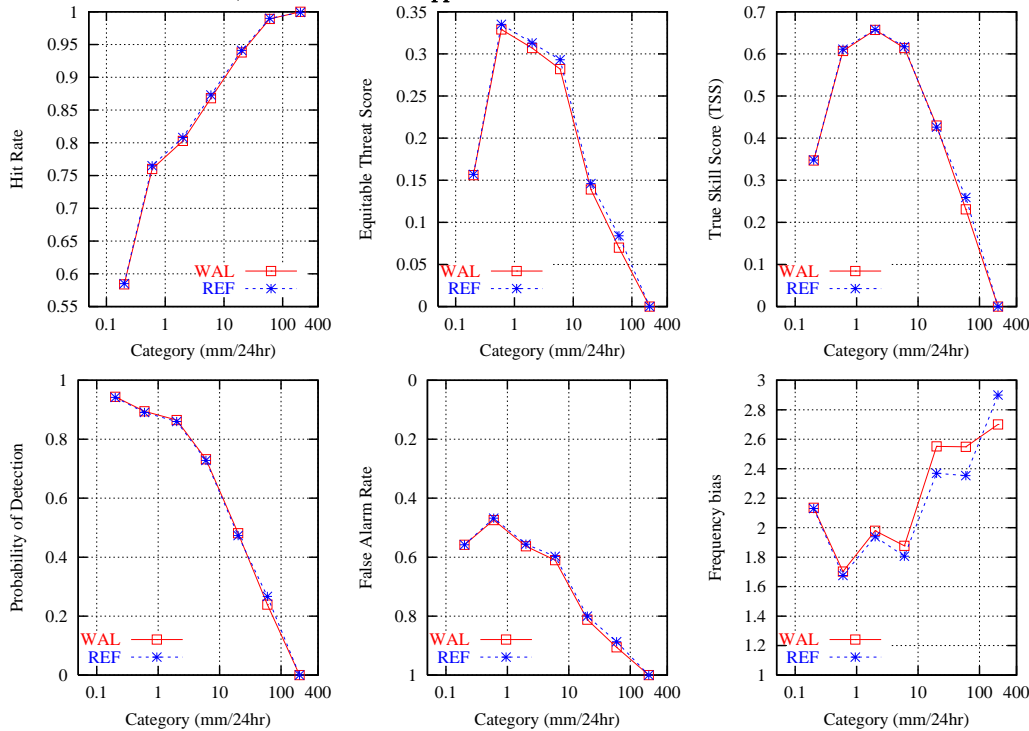 1
0.95
0.9
0.85
0.8
0.75
0.7
0.65
0.6
0.55
Hit Rate
WAL
REF
0.1 1 10 100 400
Category (mm/24hr)
0.35
0.3
0.25
0.2
0.15
0.1
0.05
0
Equitable Threat Score
WAL
REF
0.1 1 10 100 400
Category (mm/24hr)
0.7
0.6
0.5
0.4
0.3
0.2
0.1
0
True Skill Score (TSS)
WAL
REF
0.1 1 10 100 400
Category (mm/24hr)
1
0.8
0.6
0.4
0.2
0
Probability of Detection
WAL
REF
0.1 1 10 100 400
Category (mm/24hr)
0
0.2
0.4
0.6
0.8
1
False Alarm Rate
WAL
REF
0.1 1 10 100 400
Category (mm/24hr)
3
2.8
2.6
2.4
2.2
2
1.8
1.6
1.4
1.2
1
Frequency bias
WAL
REF
0.1 1 10 100 400
Category (mm/24hr)